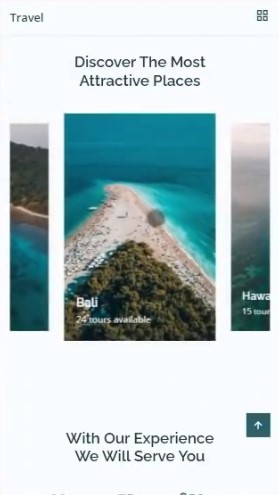 Travel
Discover The Most
Attractive Places
Bali
24 tours available
Hawa
15 tour
With Our Experience
We Will Serve You